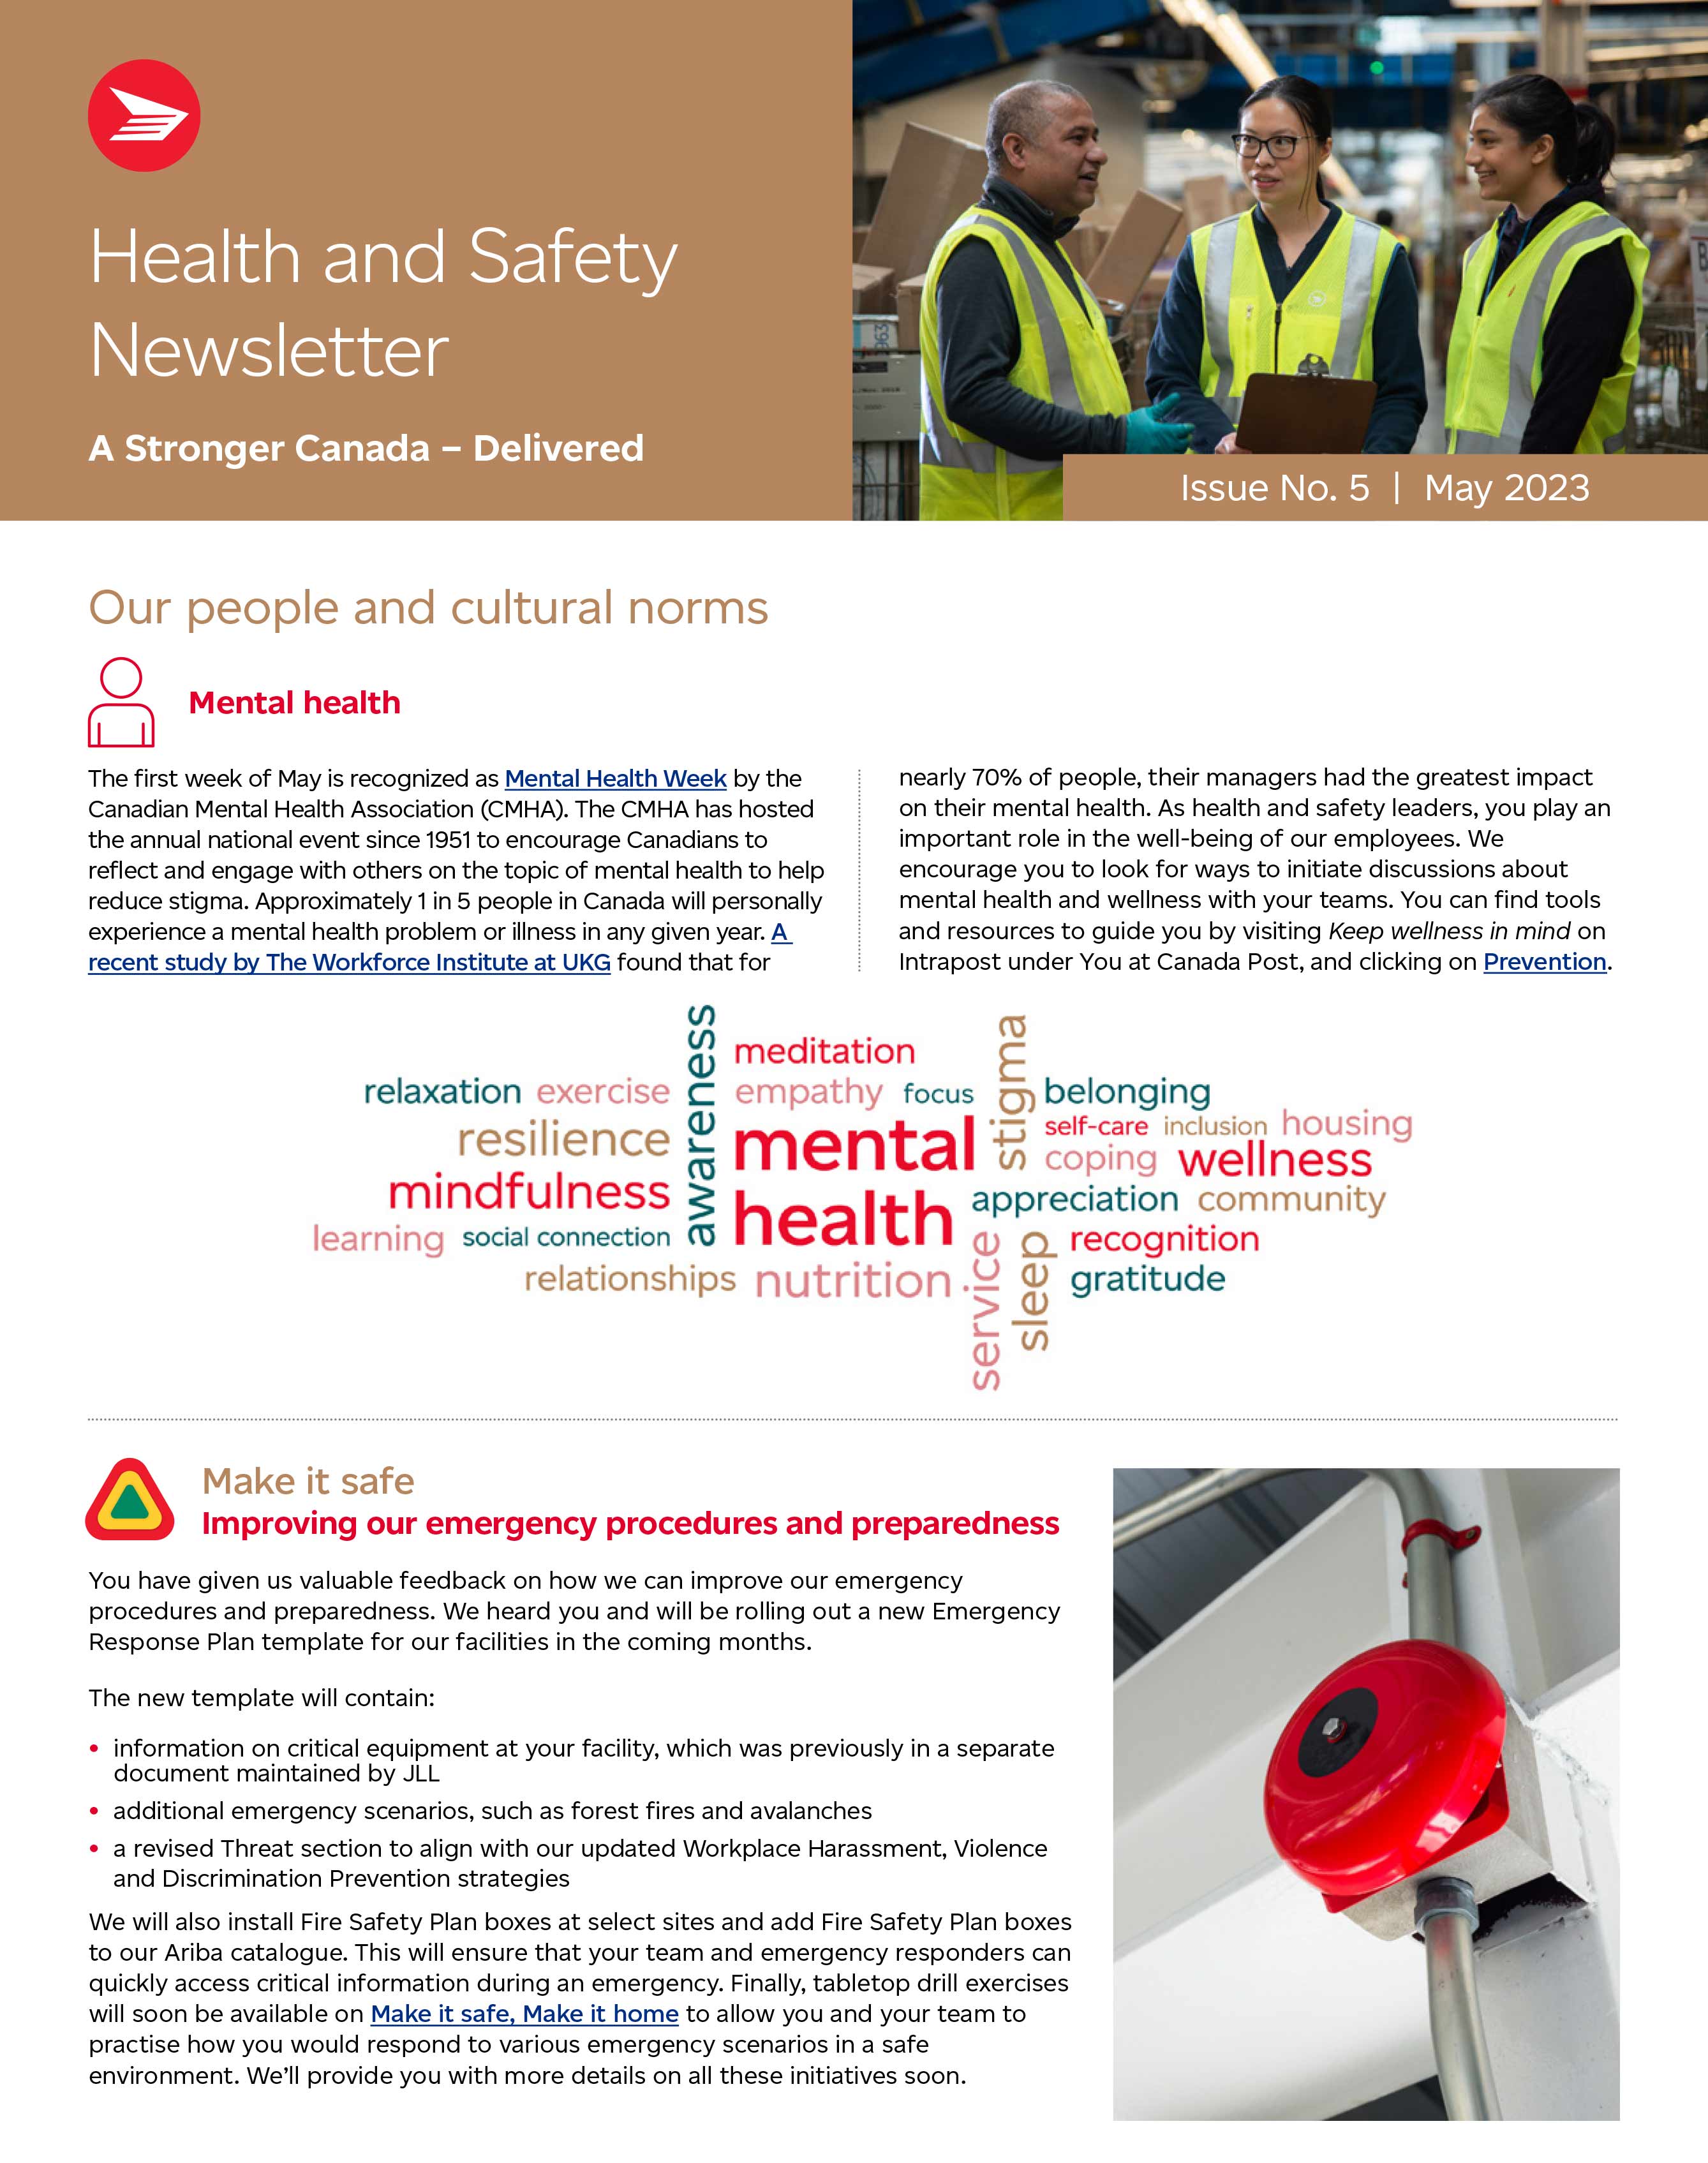 Health and Safety
Newsletter
A Stronger Canada – Delivered
Issue No. 5 | May 2023
Our people and cultural norms
Mental health
The first week of May is recognized as Mental Health Week by the
Canadian Mental Health Association (CMHA). The CMHA has hosted
the annual national event since 1951 to encourage Canadians to
reflect and engage with others on the topic of mental health to help
reduce stigma. Approximately 1 in 5 people in Canada will personally
experience a mental health problem or illness in any given year. A
recent study by The Workforce Institute at UKG found that for
nearly 70% of people, their managers had the greatest impact
on their mental health. As health and safety leaders, you play an
important role in the well-being of our employees. We
encourage you to look for ways to initiate discussions about
mental health and wellness with your teams. You can find tools
and resources to guide you by visiting Keep wellness in mind on
Intrapost under You at Canada Post, and clicking on Prevention.
awareness
meditation
stigma
relaxation exercise
empathy focus
belonging
resilience
mental
self-care inclusion housing
coping wellness
mindfulness
health
appreciation community
learning social connection
service
sleep
recognition
relationships nutrition
gratitude
Make it safe
Improving our emergency procedures and preparedness
You have given us valuable feedback on how we can improve our emergency
procedures and preparedness. We heard you and will be rolling out a new Emergency
Response Plan template for our facilities in the coming months.
The new template will contain:
• information on critical equipment at your facility, which was previously in a separate
document maintained by JLL
• additional emergency scenarios, such as forest fires and avalanches
• a revised Threat section to align with our updated Workplace Harassment, Violence
and Discrimination Prevention strategies
We will also install Fire Safety Plan boxes at select sites and add Fire Safety Plan boxes
to our Ariba catalogue. This will ensure that your team and emergency responders can
quickly access critical information during an emergency. Finally, tabletop drill exercises
will soon be available on Make it safe, Make it home to allow you and your team to
practise how you would respond to various emergency scenarios in a safe
environment. We’ll provide you with more details on all these initiatives soon.